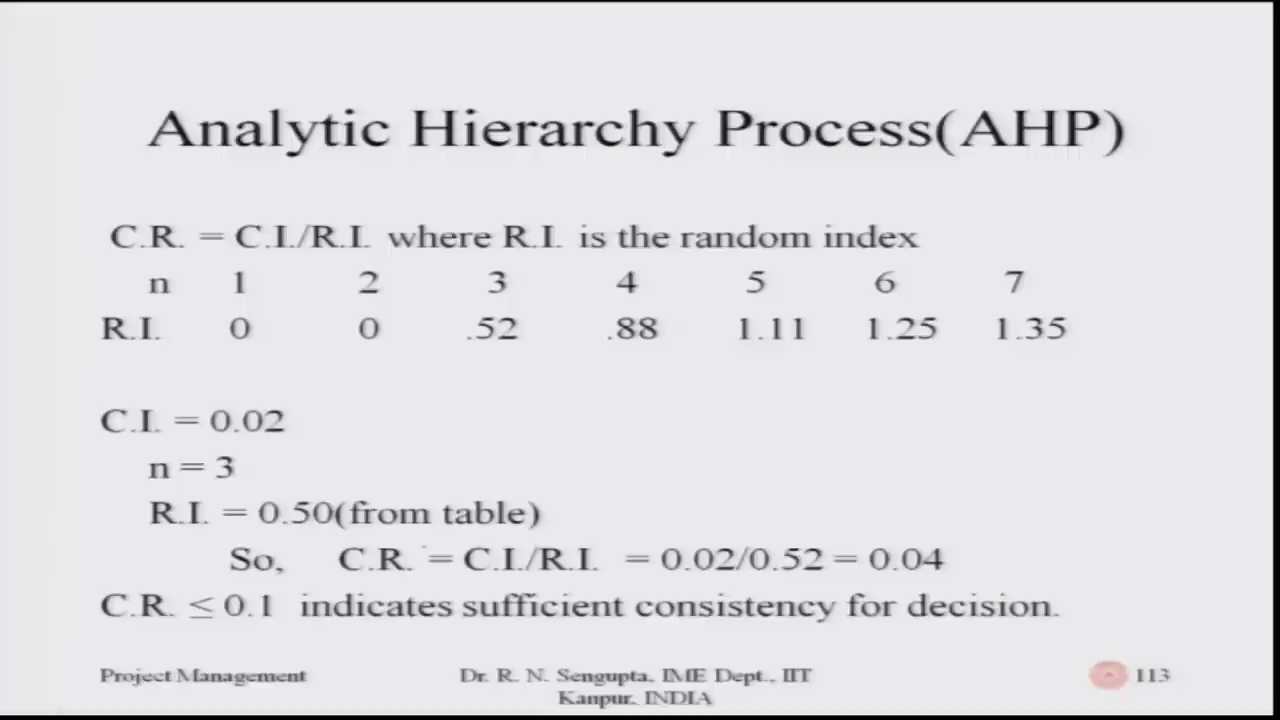 Analytic Hierarchy Process(AHP)
C.R. = C.I./R.I. where R.I. is the random index
n 1 2 3 4 5 6 7
R.I. 0 0 .52 .88 1.11 1.25 1.35
C.I. = 0.02
n = 3
R.I. = 0.50(from table)
So, C.R. = C.I./R.I. = 0.02/0.52 = 0.04
C.R. ≤ 0.1 indicates sufficient consistency for decision.
Project Management Dr. R. N. Sengupta, IME Dept., IIT 113
Kanpur, INDIA